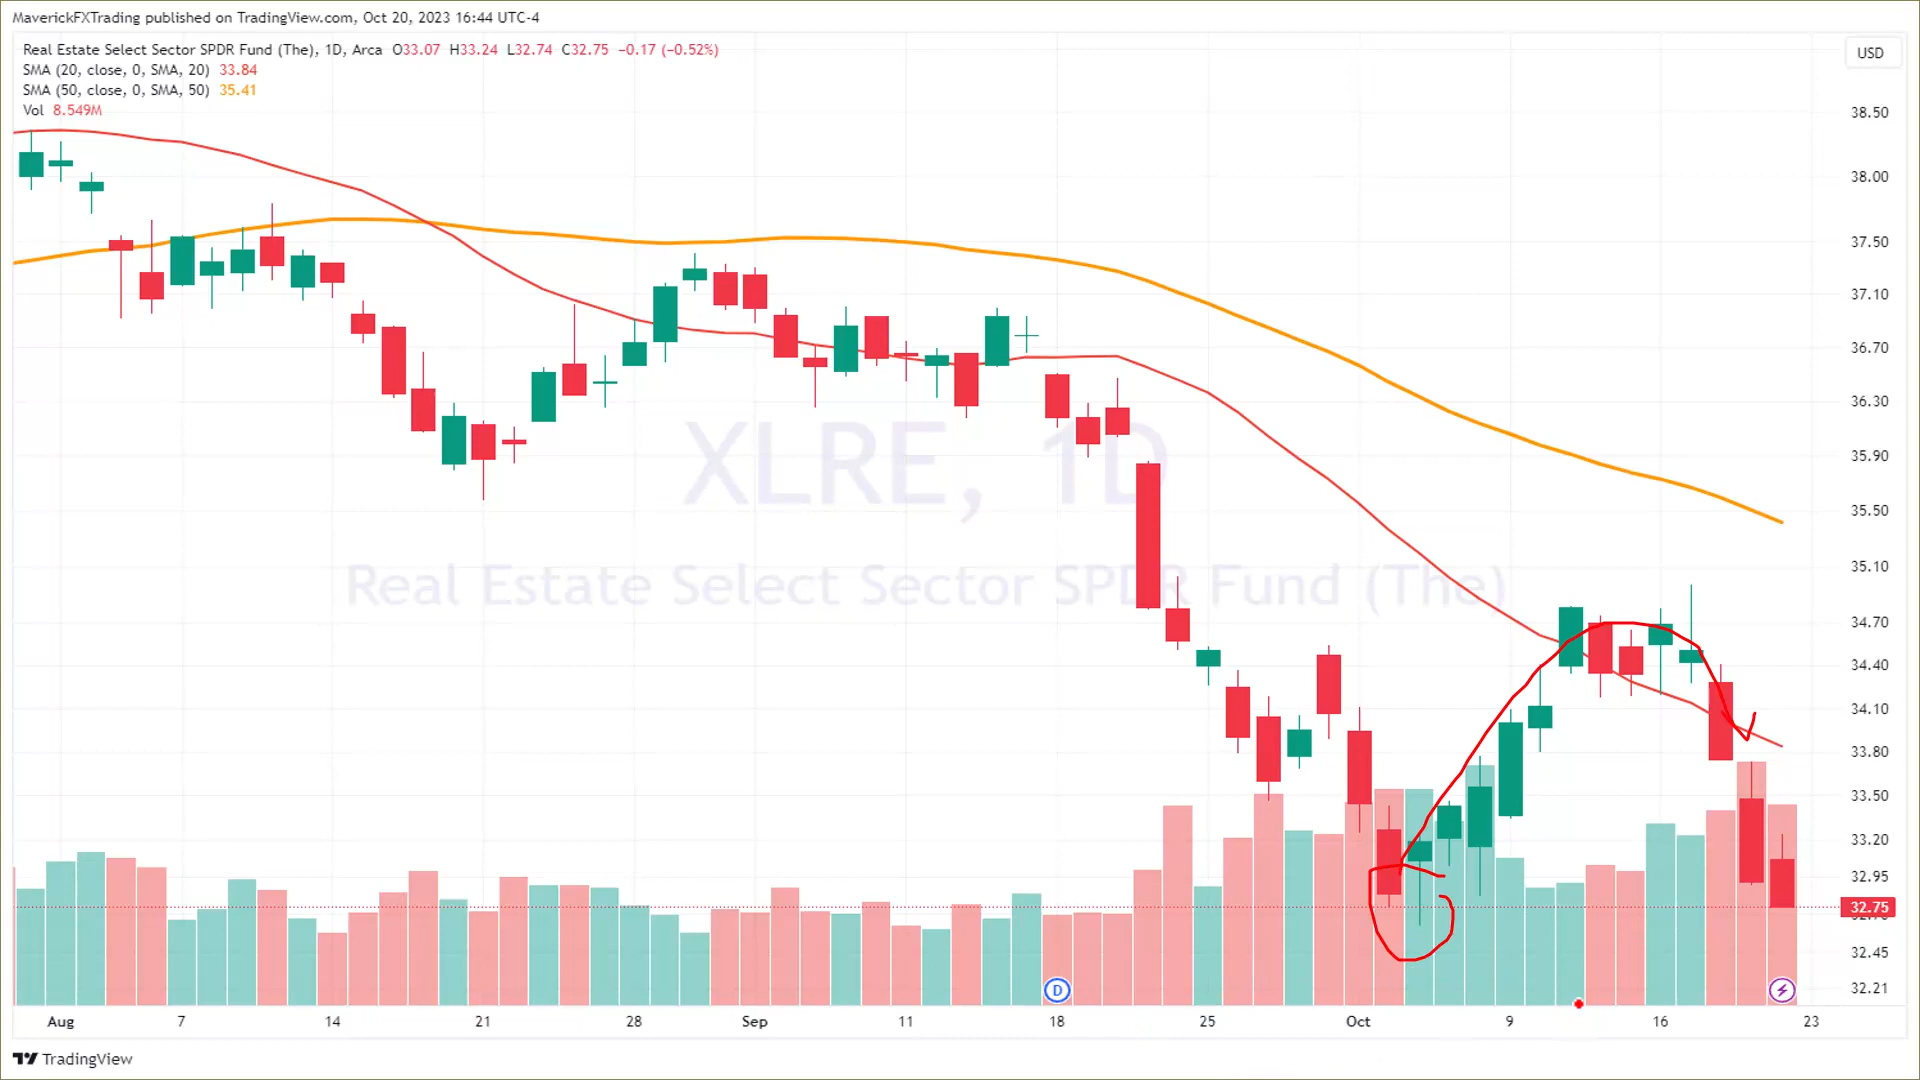 MaverickFXTrading published on TradingView.com, Oct 20, 2023 16:44 UTC-4
Real Estate Select Sector SPDR Fund (The), 1D, Arca O33.07 H33.24 L32.74 C32.75 −0.17 (−0.52%)
USD
SMA (20, close, 0, SMA, 20) 33.84
SMA (50, close, 0, SMA, 50) 35.41
Vol 8.549M
38.50
38.00
37.50
37.10
36.70
36.30
35.90
35.50
35.10
34.70
34.40
34.10
33.80
33.50
33.20
32.95
32.75
32.45
32.21
XLRE, 1D
Real Estate Select Sector SPDR Fund (The)
D
Aug 7 14 21 28 Sep 11 18 25 Oct 9 16 23
TradingView